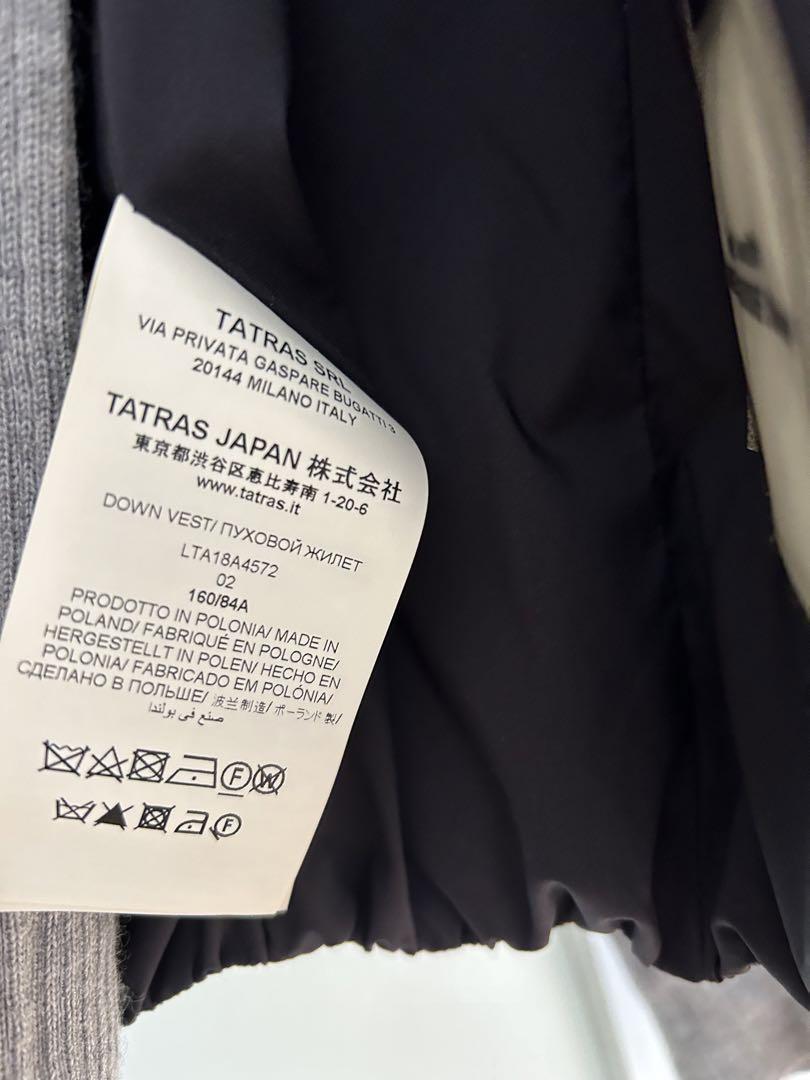 TATRAS SRL
VIA PRIVATA GASPARE BUGATTI 3
20144 MILANO ITALY
TATRAS JAPAN 株式会社
東京都渋谷区恵比寿南 1-20-6
www.tatras.it
DOWN VEST/ ПУХОВОЙ ЖИЛЕТ
LTA18A4572
02
160/84A
PRODOTTO IN POLONIA/ MADE IN
POLAND/ FABRIQUÉ EN POLOGNE/
HERGESTELLT IN POLEN/ HECHO EN
POLONIA/ FABRICADO EM POLÓNIA/
СДЕЛАНО В ПОЛЬШЕ/ 波兰制造/ ポーランド 製/
صنع في بولندا
F W
F